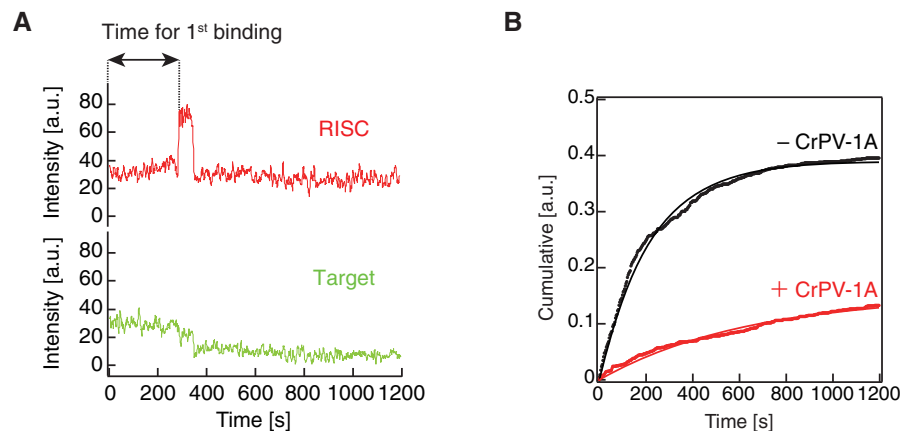 A
Time for 1st binding
Intensity [a.u.]
80
60
40
20
0
RISC
Intensity [a.u.]
80
60
40
20
0
Target
0 200 400 600 800 1000 1200
Time [s]
B
Cumulative [a.u.]
0.5
0.4
0.3
0.2
0.1
0
− CrPV-1A
+ CrPV-1A
0 200 400 600 800 1000 1200
Time [s]